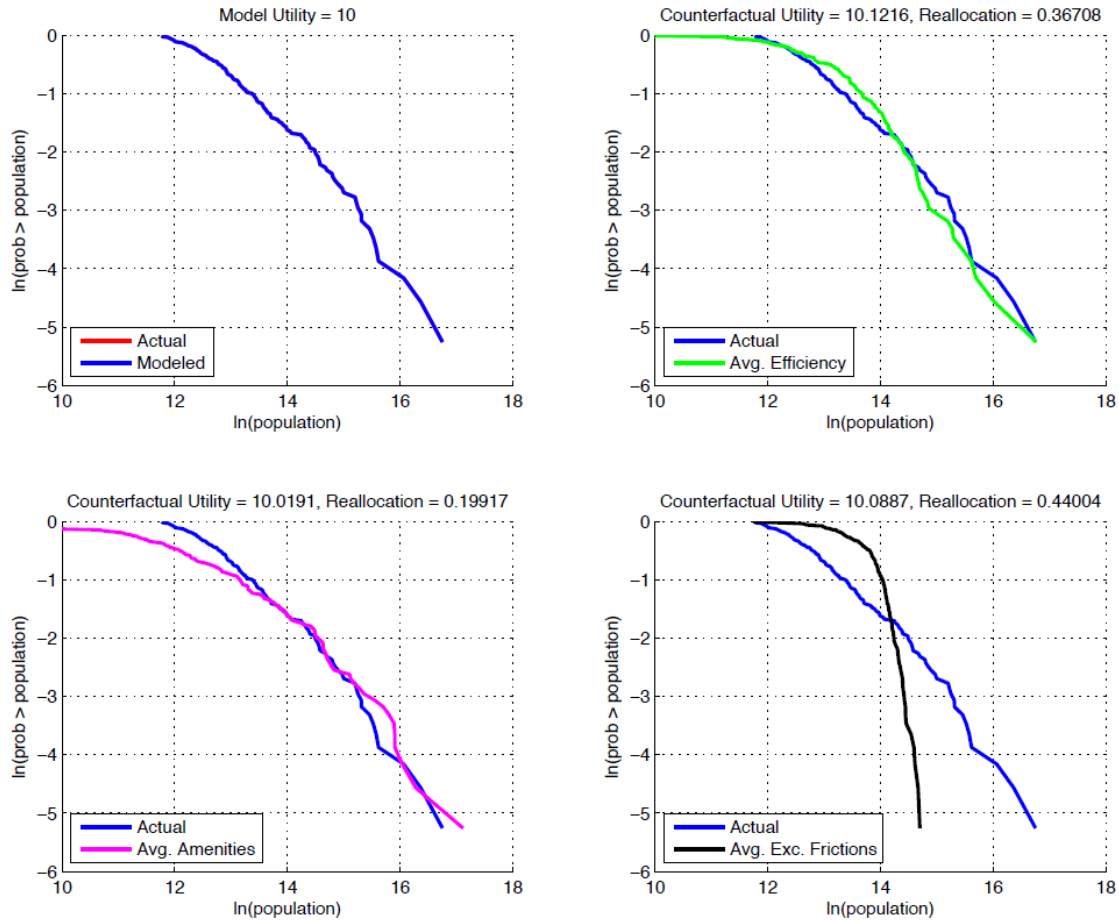 Model Utility = 10
0
−1
−2
−3
−4
−5
−6
ln(prob > population)
Actual
Modeled
10 12 14 16 18
ln(population)
Counterfactual Utility = 10.1216, Reallocation = 0.36708
0
−1
−2
−3
−4
−5
−6
ln(prob > population)
Actual
Avg. Efficiency
10 12 14 16 18
ln(population)
Counterfactual Utility = 10.0191, Reallocation = 0.19917
0
−1
−2
−3
−4
−5
−6
ln(prob > population)
Actual
Avg. Amenities
10 12 14 16 18
ln(population)
Counterfactual Utility = 10.0887, Reallocation = 0.44004
0
−1
−2
−3
−4
−5
−6
ln(prob > population)
Actual
Avg. Exc. Frictions
10 12 14 16 18
ln(population)